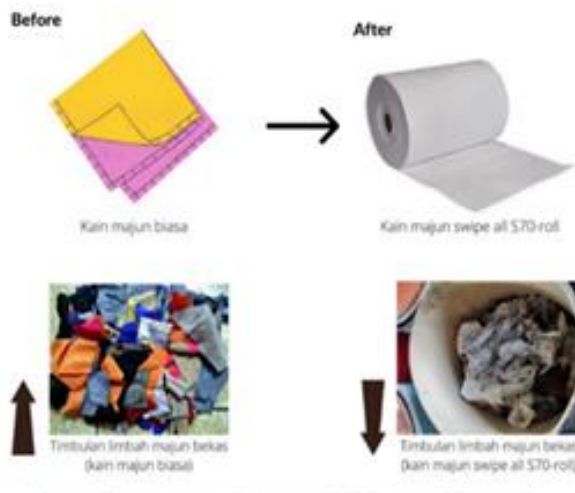 Before
After
Kain majun biasa
Kain majun swipe all S70-roll
Timbulan limbah majun bekas
(kain majun biasa)
Timbulan limbah majun bekas
(kain majun swipe all S70-roll)